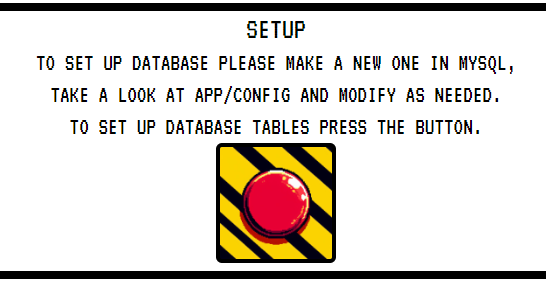 SETUP
TO SET UP DATABASE PLEASE MAKE A NEW ONE IN MYSQL,
TAKE A LOOK AT APP/CONFIG AND MODIFY AS NEEDED.
TO SET UP DATABASE TABLES PRESS THE BUTTON.